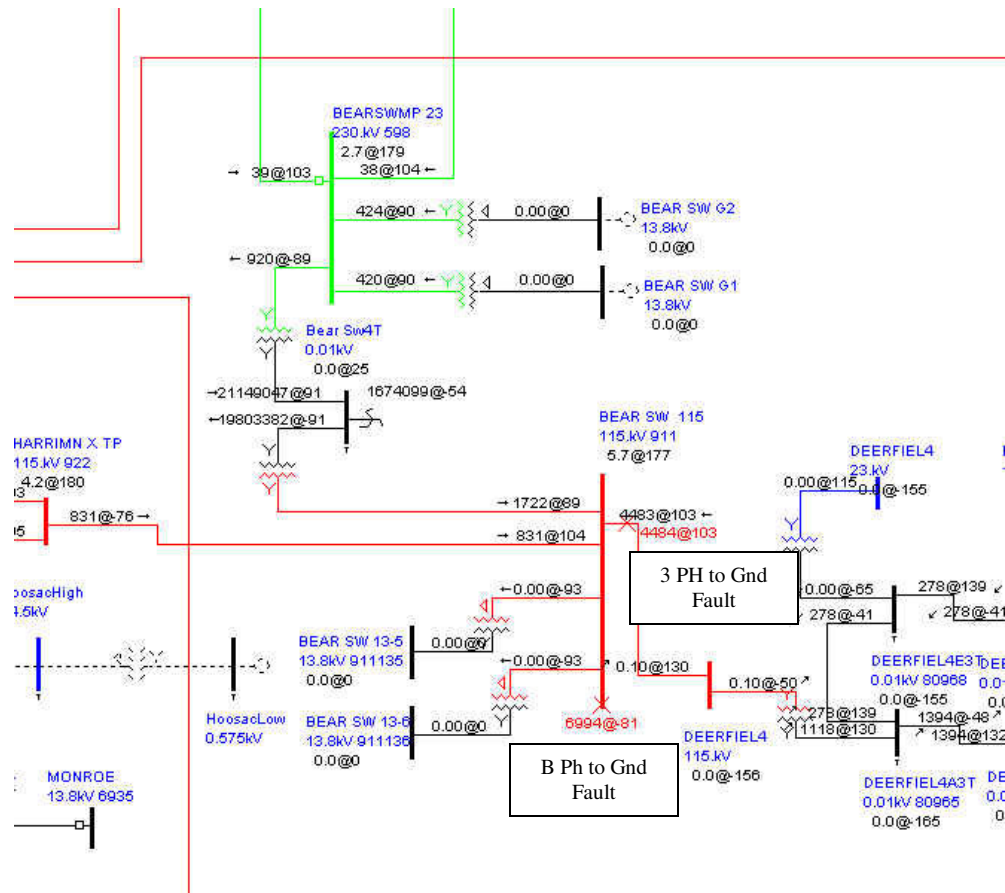 BEARSWMP 23
230.kV 598
2.7@179
→ 39@103
38@104 ←
424@90 ←
0.00@0
BEAR SW G2
13.8kV
0.0@0
← 920@-89
420@90 ←
0.00@0
BEAR SW G1
13.8kV
0.0@0
Bear Sw4T
0.01kV
0.0@25
→21149047@91
1674099@-54
←19803382@-91
BEAR SW 115
115.kV 911
5.7@177
HARRIMN X TP
115.kV 922
4.2@180
DEERFIEL4
23.kV
0.0@-155
0.00@115
→ 1722@89
4483@103 ←
4484@103
831@-76 →
→ 831@104
3 PH to Gnd
Fault
←0.00@-93
0.00@-65
278@139
278@-41
278@-41
oosacHigh
4.5kV
BEAR SW 13-5
13.8kV 911135
0.0@0
0.00@0
←0.00@-93
0.10@130
0.10@-50
DEERFIEL4E3T
0.01kV 80968
0.0@-155
HoosacLow
0.575kV
BEAR SW 13-6
13.8kV 911136
0.0@0
0.00@0
6994@-81
278@139
1118@130
1394@-48
1394@132
DEERFIEL4
115.kV
0.0@-156
B Ph to Gnd
Fault
DEERFIEL4A3T
0.01kV 80965
0.0@-165
MONROE
13.8kV 6935